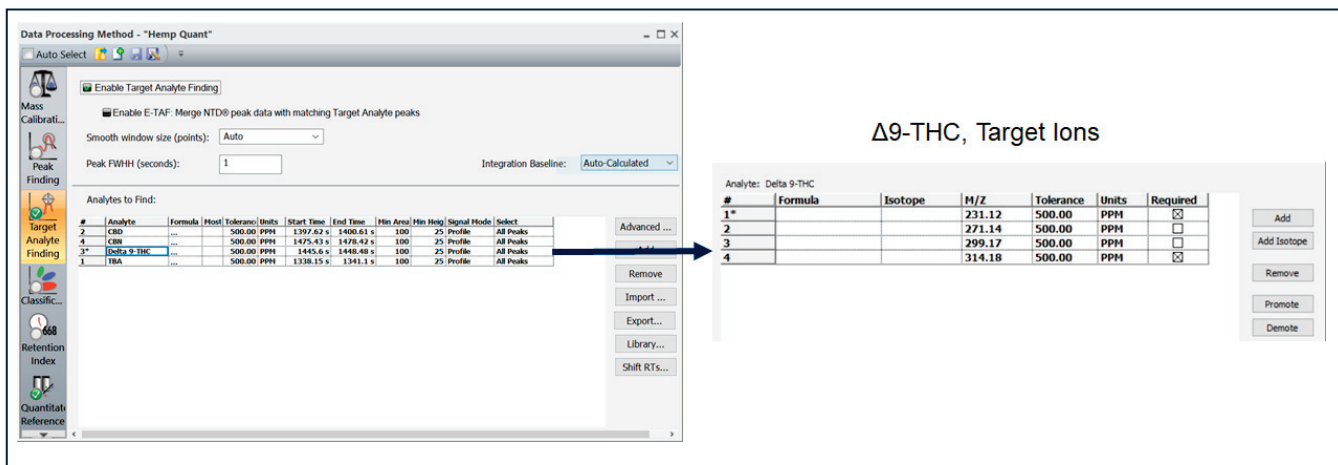 Data Processing Method - "Hemp Quant"
Auto Select
Mass
Calibrati...
Peak
Finding
Target
Analyte
Finding
Classific...
668
Retention
Index
Quantitati
Reference
Enable Target Analyte Finding
Enable E-TAF: Merge NTD® peak data with matching Target Analyte peaks
Smooth window size (points): Auto
Peak FWHH (seconds): 1 Integration Baseline: Auto-Calculated
Analytes to Find:
# Analyte Formula Most Toleranc Units Start Time End Time Min Area Min Heig Signal Mode Select
2 CBD ... 500.00 PPM 1397.62 s 1400.61 s 100 25 Profile All Peaks
4 CBN ... 500.00 PPM 1475.43 s 1478.42 s 100 25 Profile All Peaks
3* Delta 9-THC ... 500.00 PPM 1445.6 s 1448.48 s 100 25 Profile All Peaks
1 TBA ... 500.00 PPM 1338.15 s 1341.1 s 100 25 Profile All Peaks
Advanced ...
Add
Remove
Import ...
Export...
Library...
Shift RTs...
Δ9-THC, Target Ions
Analyte: Delta 9-THC
# Formula Isotope M/Z Tolerance Units Required
1* 231.12 500.00 PPM
2 271.14 500.00 PPM
3 299.17 500.00 PPM
4 314.18 500.00 PPM
Add
Add Isotope
Remove
Promote
Demote